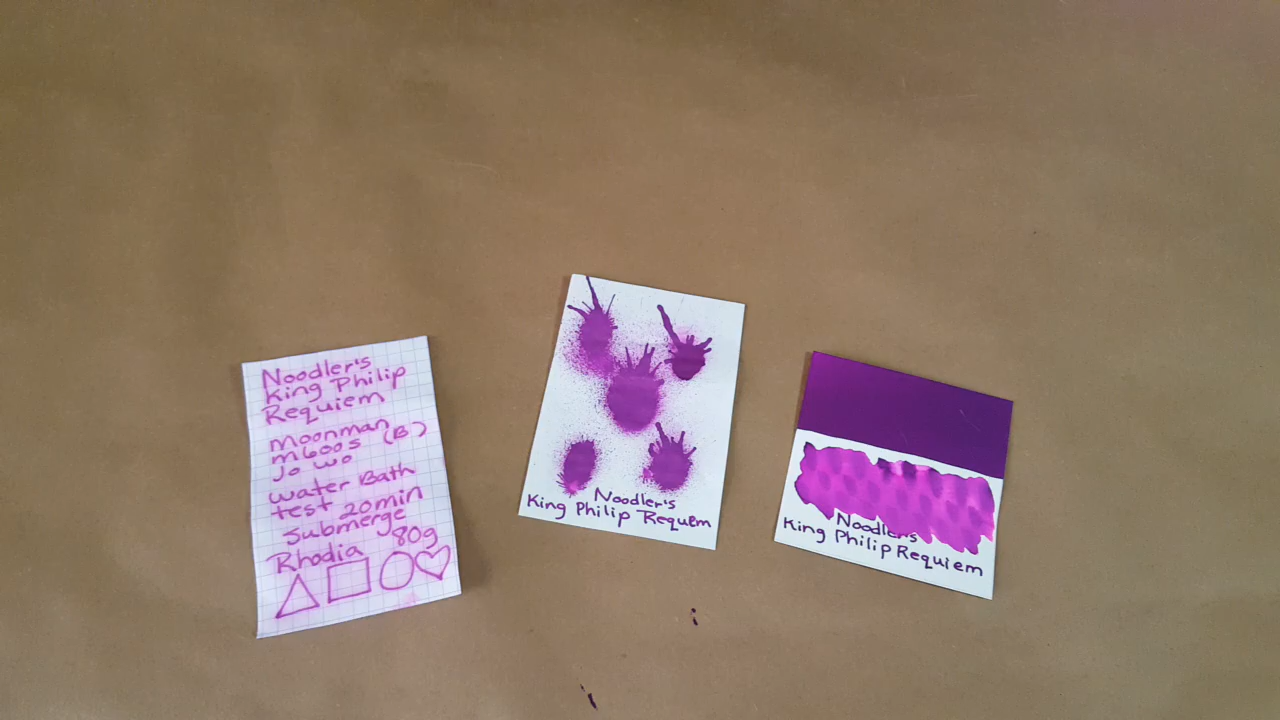 Noodler's
King Philip
Requiem
moonman
m600s (B)
Jo wo
water Bath
test 20min
Submerge
Rhodia 80g
Noodler's
King Philip Requem
Noodler's
King Philip Requiem